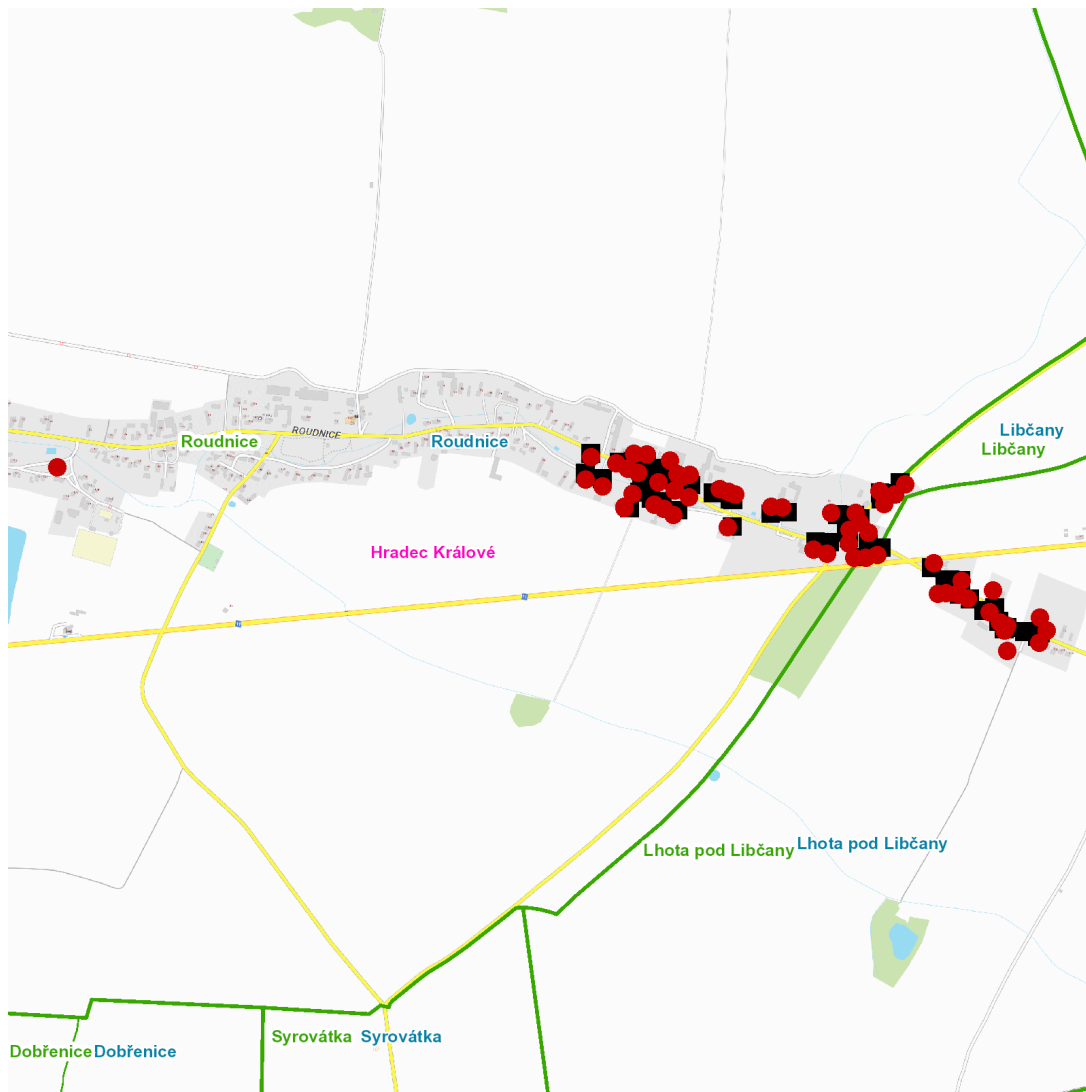 Libčany
Libčany
ROUDNICE
Roudnice
Roudnice
Hradec Králové
Lhota pod Libčany
Lhota pod Libčany
Syrovátka
Syrovátka
Dobřenice
Dobřenice